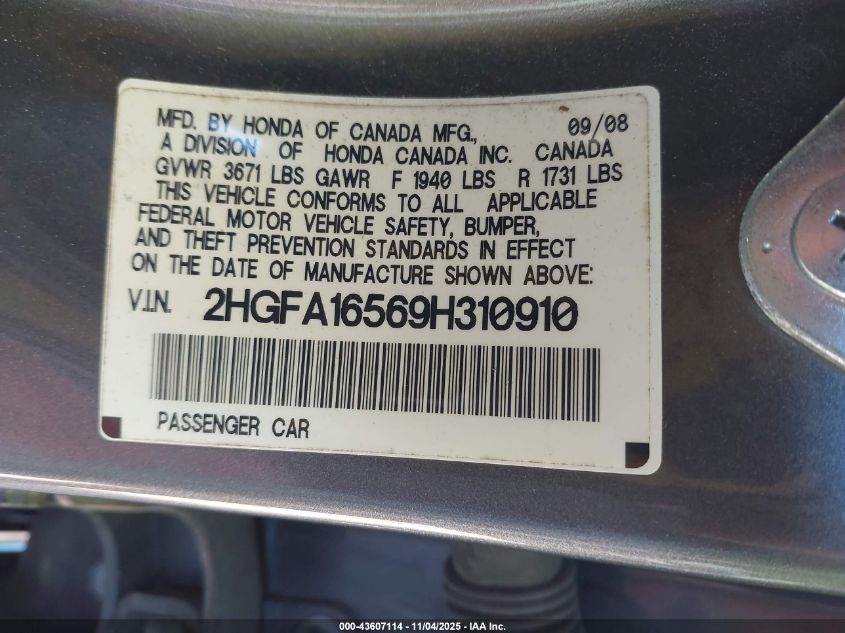 MFD. BY HONDA OF CANADA MFG., 09/08
A DIVISION OF HONDA CANADA INC. CANADA
GVWR 3671 LBS GAWR F 1940 LBS R 1731 LBS
THIS VEHICLE CONFORMS TO ALL APPLICABLE
FEDERAL MOTOR VEHICLE SAFETY, BUMPER,
AND THEFT PREVENTION STANDARDS IN EFFECT
ON THE DATE OF MANUFACTURE SHOWN ABOVE:
V.I.N. 2HGFA16569H310910
PASSENGER CAR
000-43607114 - 11/04/2025 - IAA Inc.